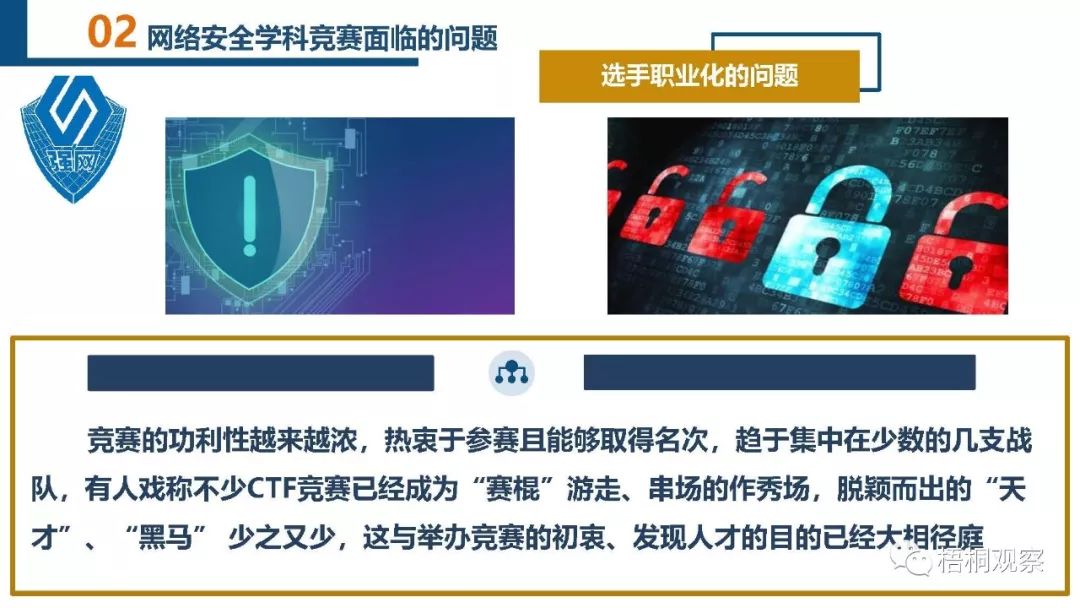 02 网络安全学科竞赛面临的问题
选手职业化的问题
强网
竞赛的功利性越来越浓，热衷于参赛且能够取得名次，趋于集中在少数的几支战
队，有人戏称不少CTF竞赛已经成为“赛棍”游走、串场的作秀场，脱颖而出的“天
才”、“黑马” 少之又少，这与举办竞赛的初衷、发现人才的目的已经大相径庭
梧桐观察